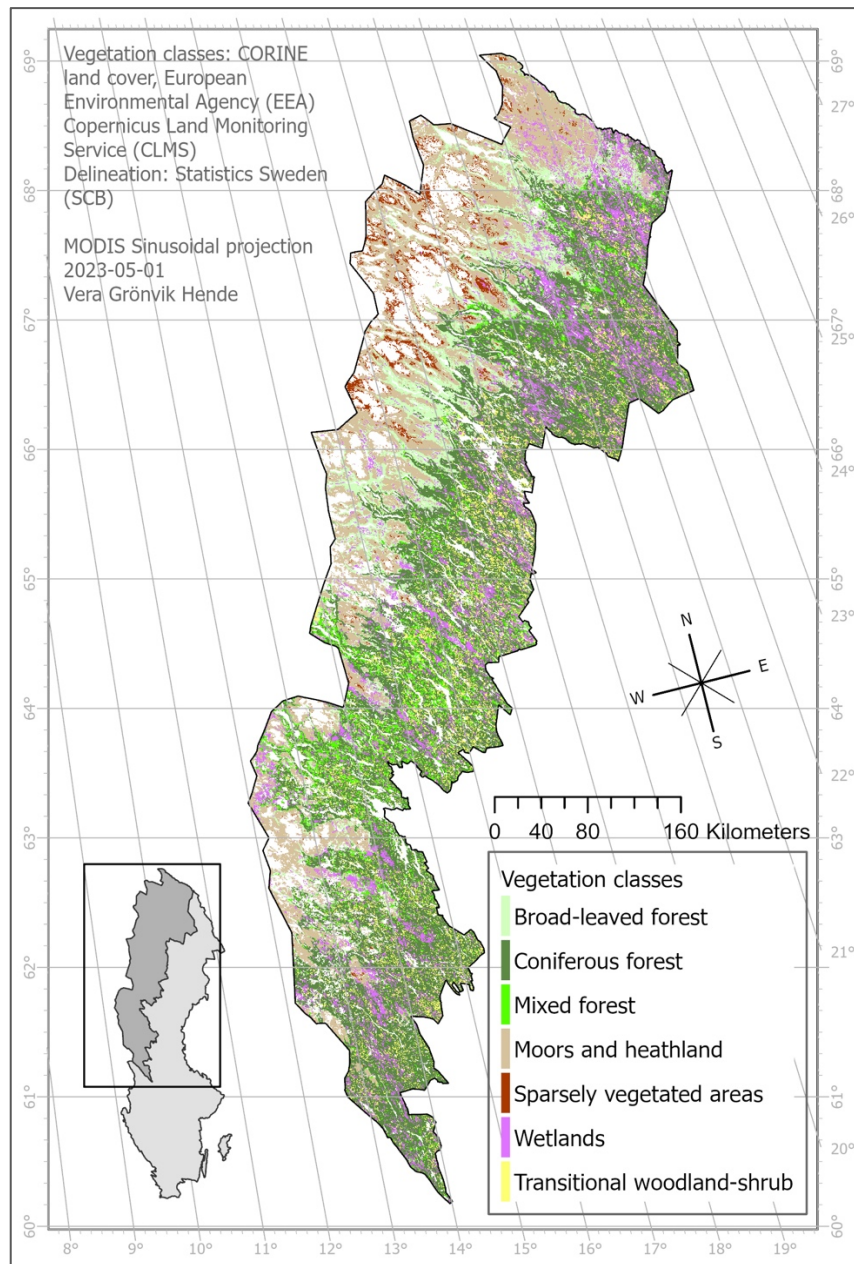 Vegetation classes: CORINE
land cover, European
Environmental Agency (EEA)
Copernicus Land Monitoring
Service (CLMS)
Delineation: Statistics Sweden
(SCB)
MODIS Sinusoidal projection
2023-05-01
Vera Grönvik Hende
69°
68°
67°
66°
65°
64°
63°
62°
61°
60°
69°
27°
68°
26°
67°
25°
66°
24°
65°
23°
64°
22°
63°
21°
62°
61°
20°
60°
N
W
E
S
0 40 80 160 Kilometers
Vegetation classes
Broad-leaved forest
Coniferous forest
Mixed forest
Moors and heathland
Sparsely vegetated areas
Wetlands
Transitional woodland-shrub
8° 9° 10° 11° 12° 13° 14° 15° 16° 17° 18° 19°